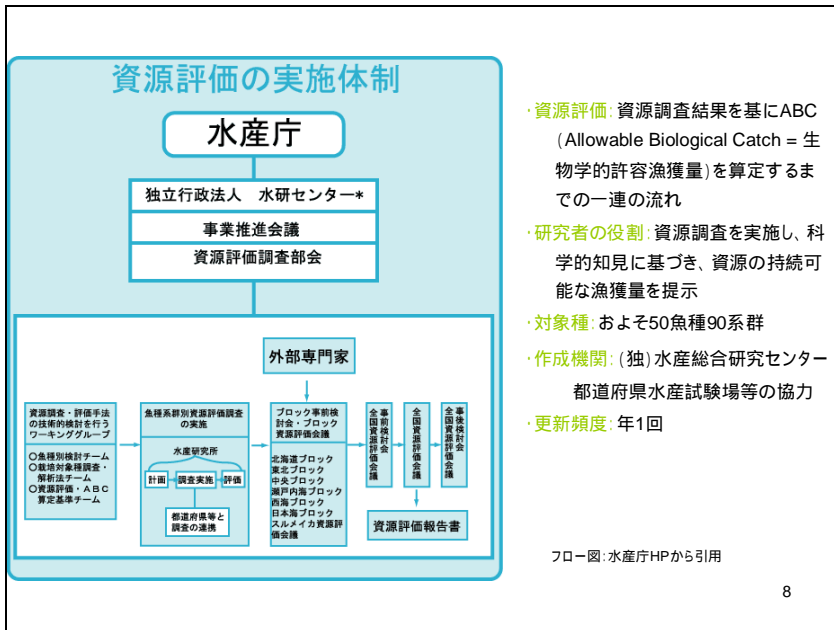 資源評価の実施体制
水産庁
独立行政法人　水研センター*
事業推進会議
資源評価調査部会
外部専門家
資源調査・評価手法
の技術的検討を行う
ワーキンググループ
○魚種別検討チーム
○栽培対象種調査・
解析法チーム
○資源評価・ＡＢＣ
算定基準チーム
魚種系群別資源評価調査
の実施
水産研究所
計画
調査実施
評価
都道府県等と
調査の連携
ブロック事前検
討会・ブロック
資源評価会議
北海道ブロック
東北ブロック
中央ブロック
瀬戸内海ブロック
西海ブロック
日本海ブロック
スルメイカ資源評
価会議
事前検討会
全国資源評価会議
全国資源評価会議
事後検討会
全国資源評価会議
資源評価報告書
・資源評価:資源調査結果を基にABC
(Allowable Biological Catch = 生
物学的許容漁獲量)を算定するま
での一連の流れ
・研究者の役割:資源調査を実施し、科
学的知見に基づき、資源の持続可
能な漁獲量を提示
・対象種:およそ50魚種90系群
・作成機関:(独)水産総合研究センター
都道府県水産試験場等の協力
・更新頻度:年1回
フロー図:水産庁HPから引用
8